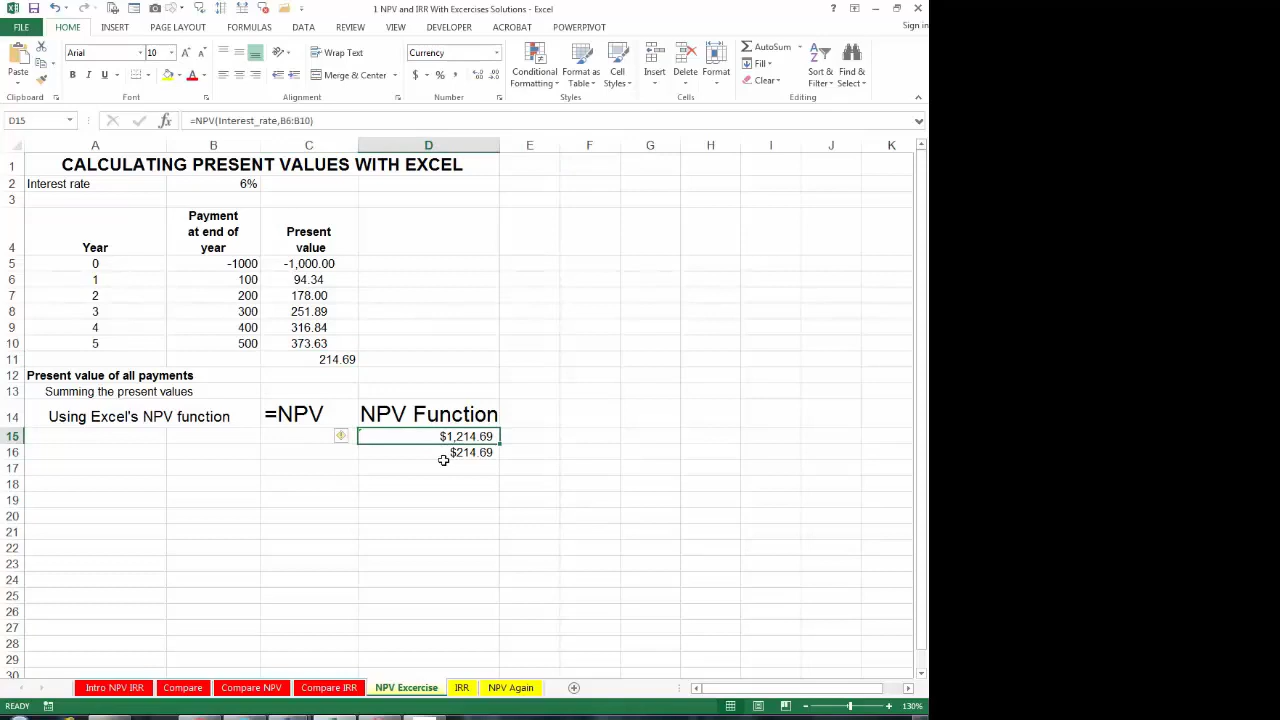 1 NPV and IRR With Excercises Solutions - Excel
Sign in
FILE HOME INSERT PAGE LAYOUT FORMULAS DATA REVIEW VIEW DEVELOPER ACROBAT POWERPIVOT
Arial 10 Wrap Text Currency AutoSum
Paste Merge & Center Conditional Formatting Format as Table Cell Styles Insert Delete Format Fill Clear Sort & Filter Find & Select
Clipboard Font Alignment Number Styles Cells Editing
D15 =NPV(Interest_rate,B6:B10)
A B C D E F G H I J K
1 CALCULATING PRESENT VALUES WITH EXCEL
2 Interest rate 6%
3
4 Year Payment at end of year Present value
5 0 -1000 -1,000.00
6 1 100 94.34
7 2 200 178.00
8 3 300 251.89
9 4 400 316.84
10 5 500 373.63
11 214.69
12 Present value of all payments
13 Summing the present values
14 Using Excel's NPV function =NPV NPV Function
15 $1,214.69
16 $214.69
17
18
19
20
21
22
23
24
25
26
27
28
29
30
Intro NPV IRR Compare Compare NPV Compare IRR NPV Excercise IRR NPV Again
READY 130%